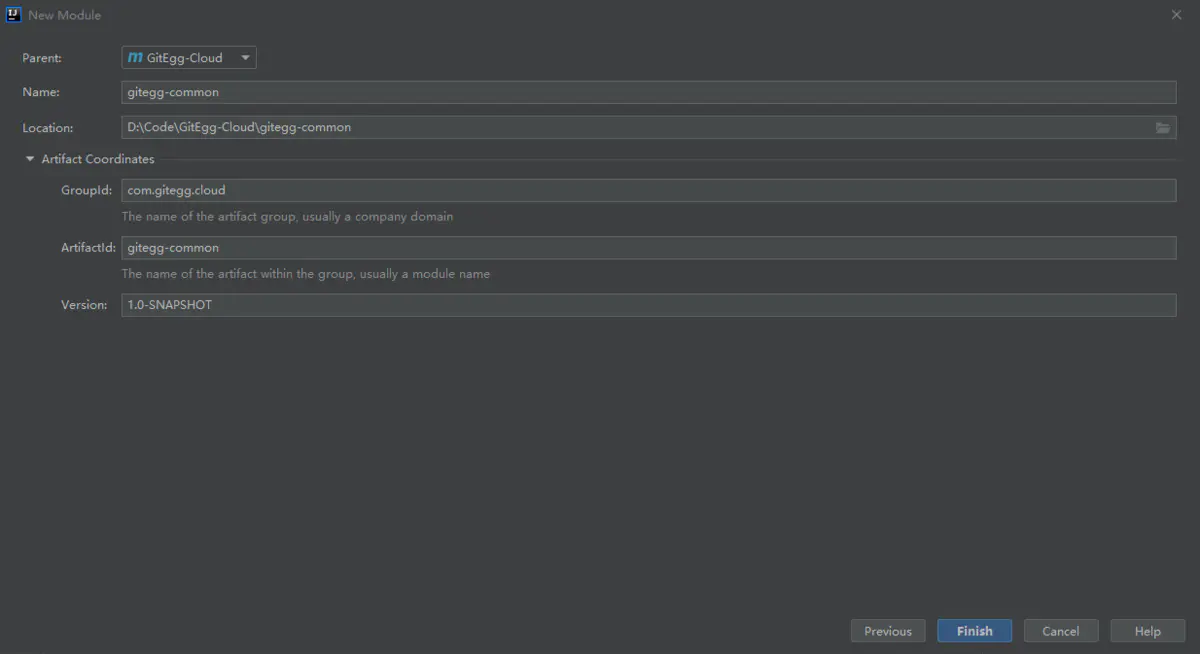 New Module
Parent: GitEgg-Cloud
Name: gitegg-common
Location: D:\Code\GitEgg-Cloud\gitegg-common
Artifact Coordinates
GroupId: com.gitegg.cloud
The name of the artifact group, usually a company domain
ArtifactId: gitegg-common
The name of the artifact within the group, usually a module name
Version: 1.0-SNAPSHOT
Previous Finish Cancel Help